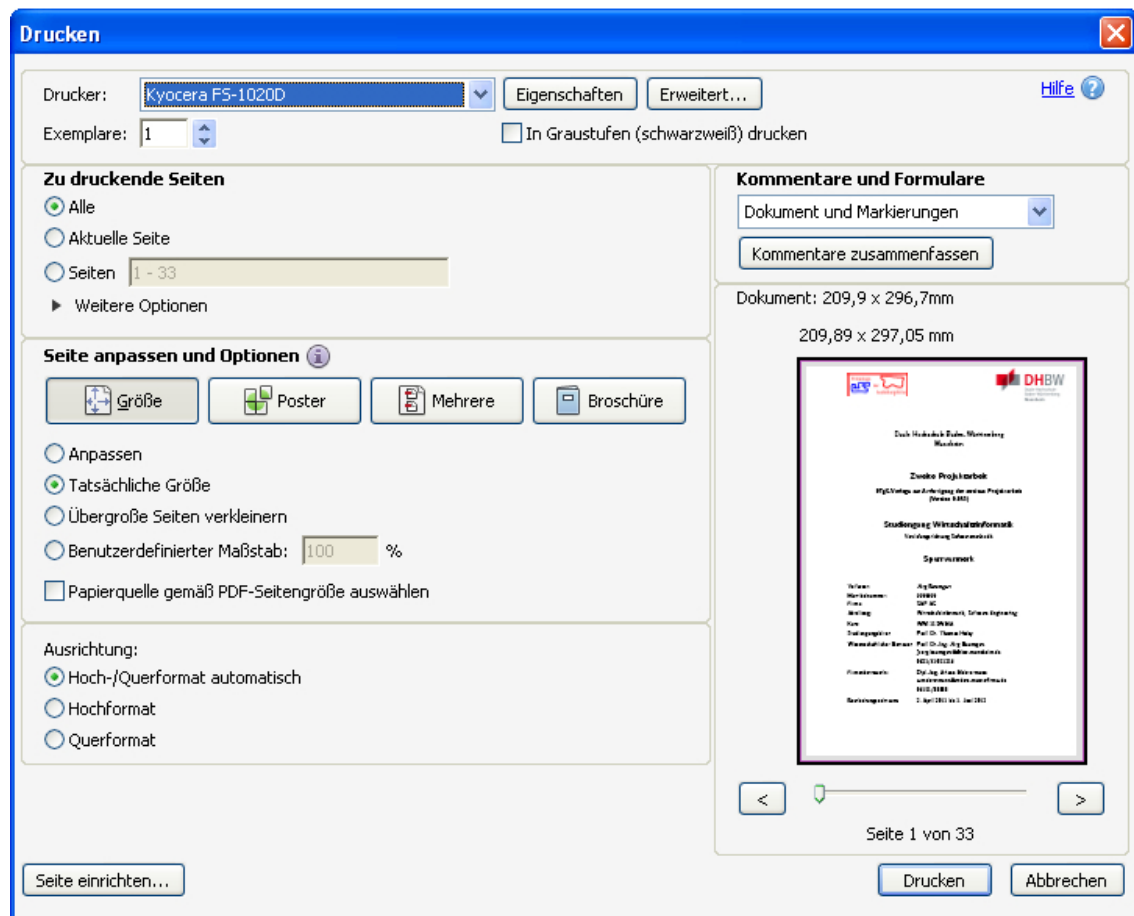 Drucken
Drucker: Kyocera FS-1020D Eigenschaften Erweitert... Hilfe ?
Exemplare: 1 In Graustufen (schwarzweiß) drucken
Zu druckende Seiten
Alle
Aktuelle Seite
Seiten 1 - 33
Weitere Optionen
Kommentare und Formulare
Dokument und Markierungen
Kommentare zusammenfassen
Seite anpassen und Optionen i
Größe Poster Mehrere Broschüre
Anpassen
Tatsächliche Größe
Übergroße Seiten verkleinern
Benutzerdefinierter Maßstab: 100 %
Papierquelle gemäß PDF-Seitengröße auswählen
Ausrichtung:
Hoch-/Querformat automatisch
Hochformat
Querformat
Dokument: 209,9 x 296,7mm
209,89 x 297,05 mm
DHBW
Zweite Projektarbeit
Studiengang Wirtschaftsinformatik
Sperrvermerk
< >
Seite 1 von 33
Seite einrichten... Drucken Abbrechen